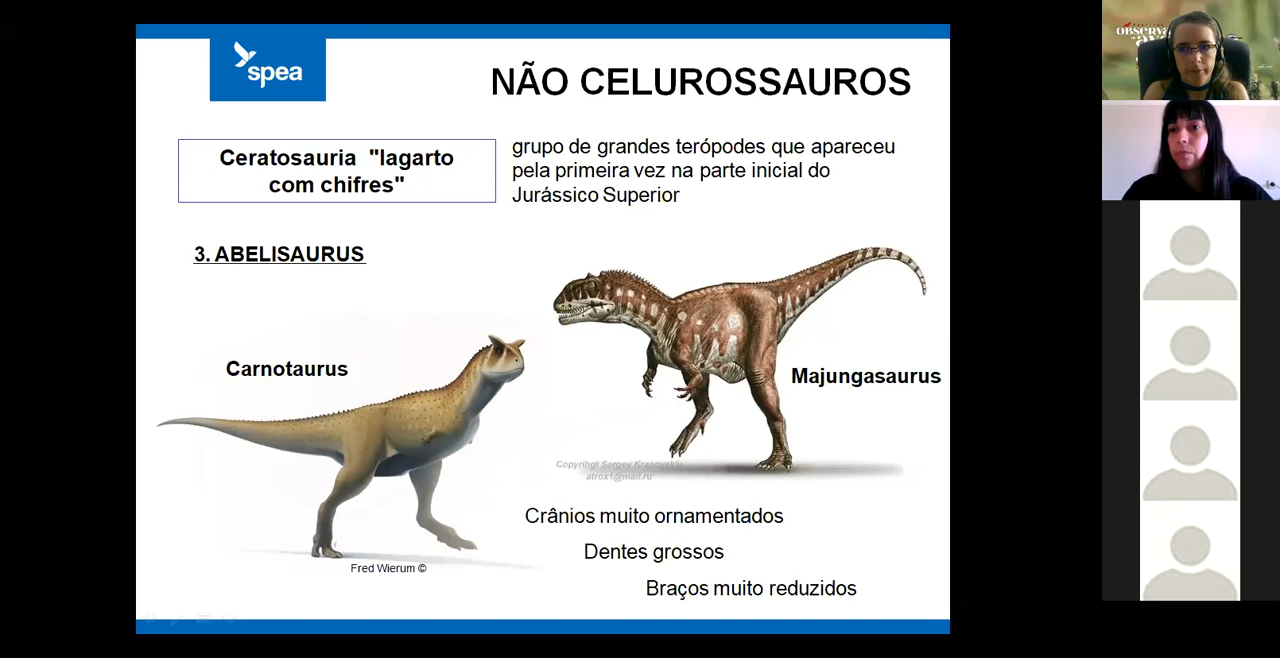 spea
NÃO CELUROSSAUROS
Ceratosauria "lagarto
com chifres"
grupo de grandes terópodes que apareceu
pela primeira vez na parte inicial do
Jurássico Superior
3. ABELISAURUS
Carnotaurus
Majungasaurus
Copyrihgt Sergey Krasovskiy
atrox1@mail.ru
Crânios muito ornamentados
Dentes grossos
Braços muito reduzidos
Fred Wierum ©